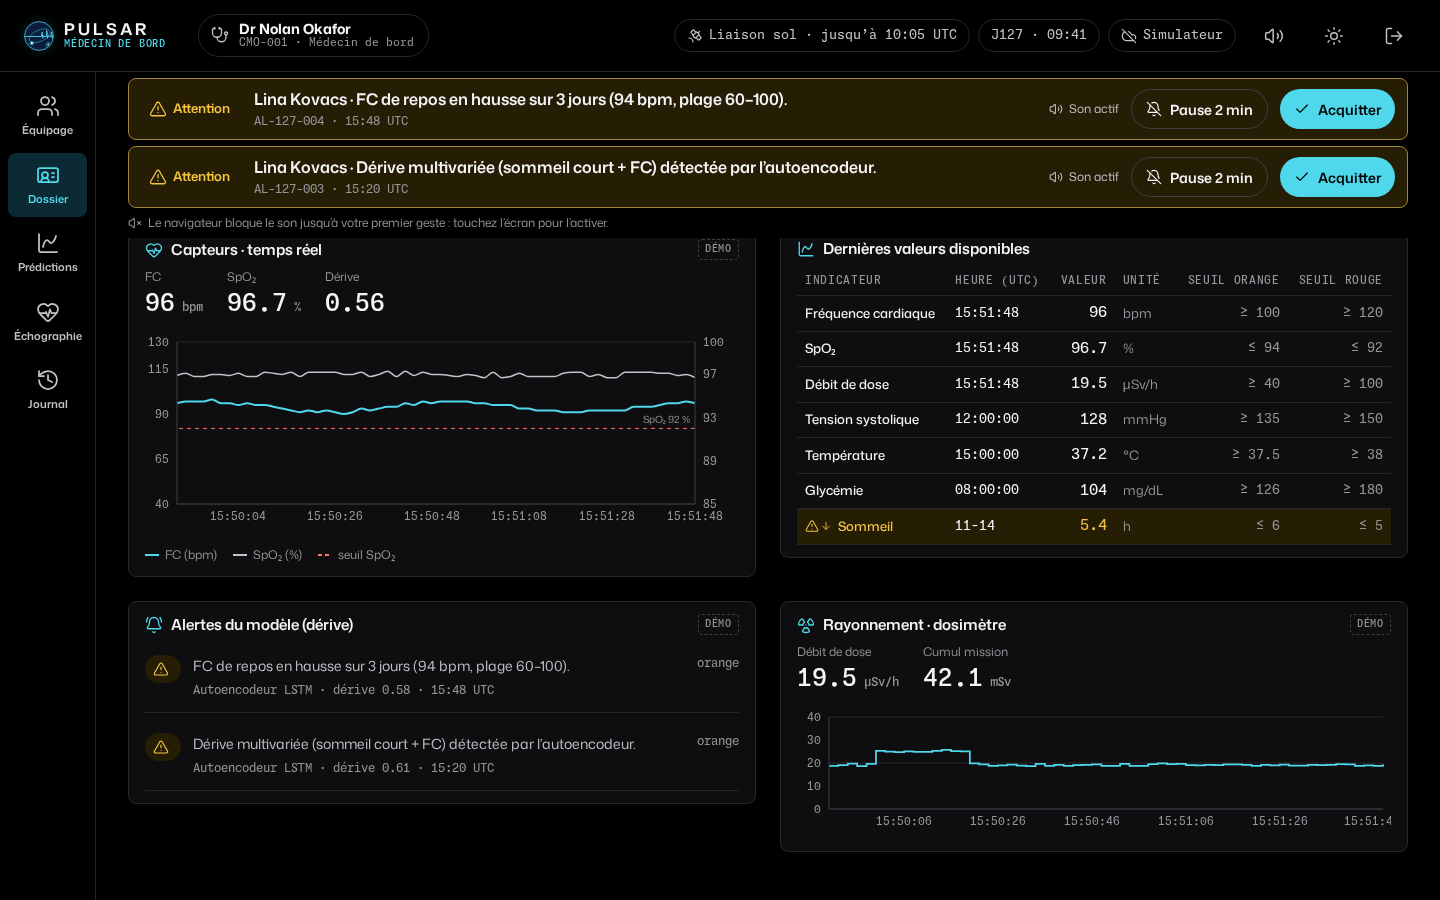 PULSAR
MÉDECIN DE BORD
Dr Nolan Okafor
CMO-001 · Médecin de bord
Liaison sol · jusqu’à 10:05 UTC
J127 · 09:41
Simulateur
Équipage
Dossier
Prédictions
Échographie
Journal
Attention
Lina Kovacs · FC de repos en hausse sur 3 jours (94 bpm, plage 60–100).
AL-127-004 · 15:48 UTC
Son actif
Pause 2 min
Acquitter
Attention
Lina Kovacs · Dérive multivariée (sommeil court + FC) détectée par l’autoencodeur.
AL-127-003 · 15:20 UTC
Son actif
Pause 2 min
Acquitter
Le navigateur bloque le son jusqu’à votre premier geste : touchez l’écran pour l’activer.
Capteurs · temps réel
DÉMO
FC
SpO₂
Dérive
96 bpm
96.7 %
0.56
130
115
90
65
40
100
97
93
89
85
SpO₂ 92 %
15:50:04
15:50:26
15:50:48
15:51:08
15:51:28
15:51:48
FC (bpm)
SpO₂ (%)
seuil SpO₂
Dernières valeurs disponibles
INDICATEUR HEURE (UTC) VALEUR UNITÉ SEUIL ORANGE SEUIL ROUGE
Fréquence cardiaque 15:51:48 96 bpm ≥ 100 ≥ 120
SpO₂ 15:51:48 96.7 % ≤ 94 ≤ 92
Débit de dose 15:51:48 19.5 µSv/h ≥ 40 ≥ 100
Tension systolique 12:00:00 128 mmHg ≥ 135 ≥ 150
Température 15:00:00 37.2 °C ≥ 37.5 ≥ 38
Glycémie 08:00:00 104 mg/dL ≥ 126 ≥ 180
↓ Sommeil 11-14 5.4 h ≤ 6 ≤ 5
Alertes du modèle (dérive)
DÉMO
FC de repos en hausse sur 3 jours (94 bpm, plage 60–100).
orange
Autoencodeur LSTM · dérive 0.58 · 15:48 UTC
Dérive multivariée (sommeil court + FC) détectée par l’autoencodeur.
orange
Autoencodeur LSTM · dérive 0.61 · 15:20 UTC
Rayonnement · dosimètre
DÉMO
Débit de dose
Cumul mission
19.5 µSv/h
42.1 mSv
40
30
20
10
0
15:50:06
15:50:26
15:50:46
15:51:06
15:51:26
15:51:4